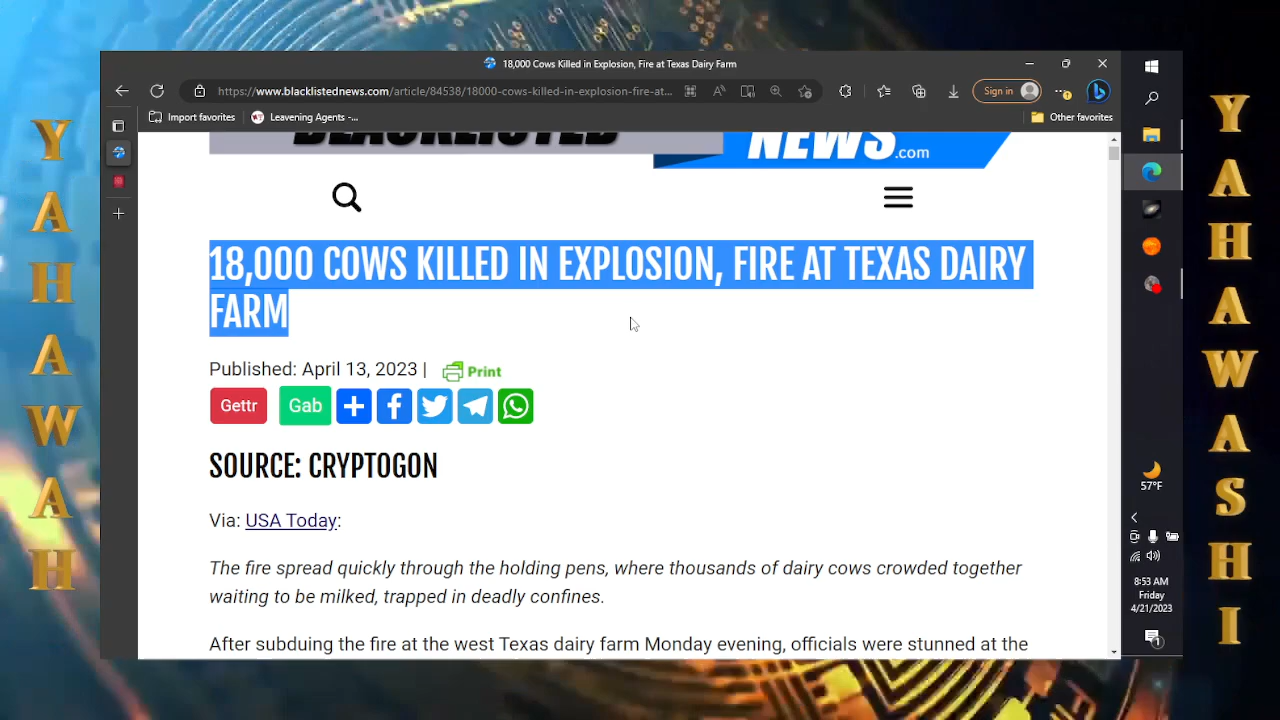 18,000 Cows Killed in Explosion, Fire at Texas Dairy Farm
https://www.blacklistednews.com/article/84538/18000-cows-killed-in-explosion-fire-at...
Sign in
Import favorites
Leavening Agents -...
Other favorites
BLACKLISTED
NEWS.com
18,000 COWS KILLED IN EXPLOSION, FIRE AT TEXAS DAIRY
FARM
Published: April 13, 2023 |
Print
Gettr
Gab
SOURCE: CRYPTOGON
Via: USA Today:
The fire spread quickly through the holding pens, where thousands of dairy cows crowded together
waiting to be milked, trapped in deadly confines.
After subduing the fire at the west Texas dairy farm Monday evening, officials were stunned at the
57°F
8:53 AM
Friday
4/21/2023
1
YAHAWAH
YAHAWASHI